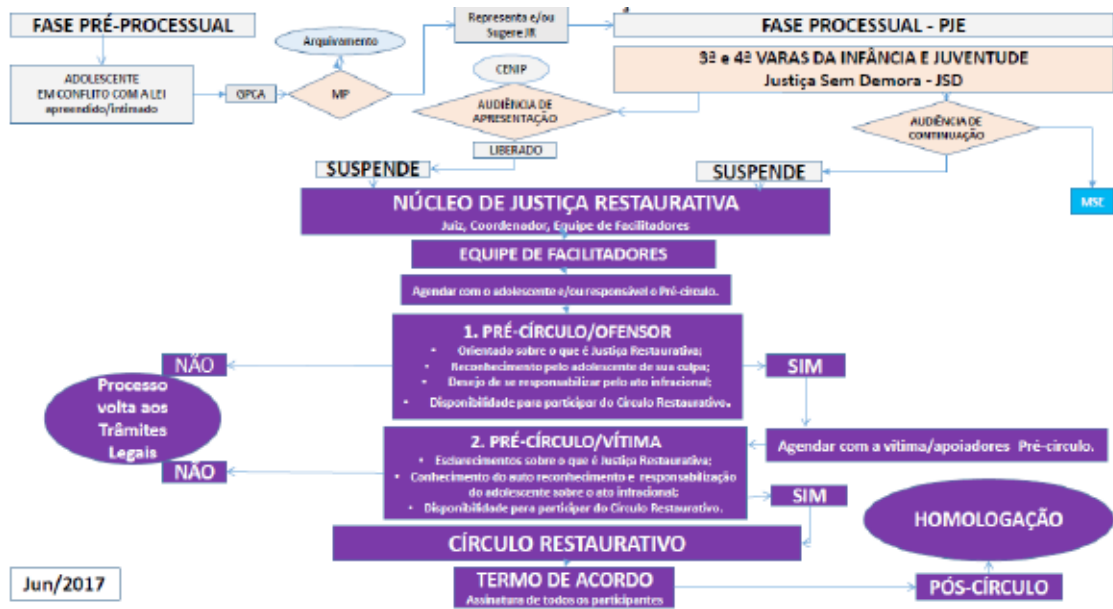 FASE PRÉ-PROCESSUAL
Arquivamento
Representa e/ou
Sugere JR
FASE PROCESSUAL - PJE
3ª e 4ª VARAS DA INFÂNCIA E JUVENTUDE
Justiça Sem Demora - JSD
ADOLESCENTE
EM CONFLITO COM A LEI
apreendido/intimado
GPCA
MP
CENIP
AUDIÊNCIA DE
APRESENTAÇÃO
AUDIÊNCIA DE
CONTINUAÇÃO
LIBERADO
SUSPENDE
SUSPENDE
MSE
NÚCLEO DE JUSTIÇA RESTAURATIVA
Juiz, Coordenador, Equipe de Facilitadores
EQUIPE DE FACILITADORES
Agendar com o adolescente e/ou responsável o Pré-círculo.
1. PRÉ-CÍRCULO/OFENSOR
• Orientado sobre o que é Justiça Restaurativa;
• Reconhecimento pelo adolescente de sua culpa;
• Desejo de se responsabilizar pelo ato infracional;
• Disponibilidade para participar do Círculo Restaurativo.
NÃO
SIM
Processo
volta aos
Trâmites
Legais
Agendar com a vítima/apoiadores Pré-círculo.
2. PRÉ-CÍRCULO/VÍTIMA
• Esclarecimentos sobre o que é Justiça Restaurativa;
• Conhecimento do auto reconhecimento e responsabilização
do adolescente sobre o ato infracional;
• Disponibilidade para participar do Círculo Restaurativo.
NÃO
SIM
HOMOLOGAÇÃO
CÍRCULO RESTAURATIVO
TERMO DE ACORDO
Assinatura de todos os participantes
PÓS-CÍRCULO
Jun/2017